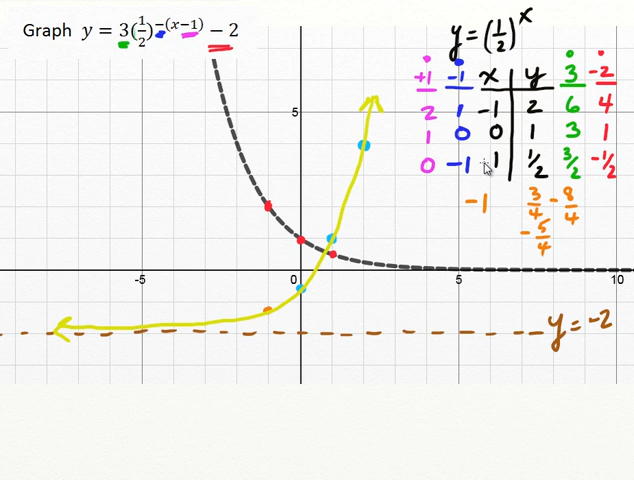 Graph y = 3(1/2)^-(x-1) - 2
y = (1/2)^x
+1 -1 x y 3 -2
2 1 -1 2 6 4
1 0 0 1 3 1
0 -1 1 1/2 3/2 -1/2
-1 3/4 - 8/4
-5/4
5
-5 0 5 10
y = -2